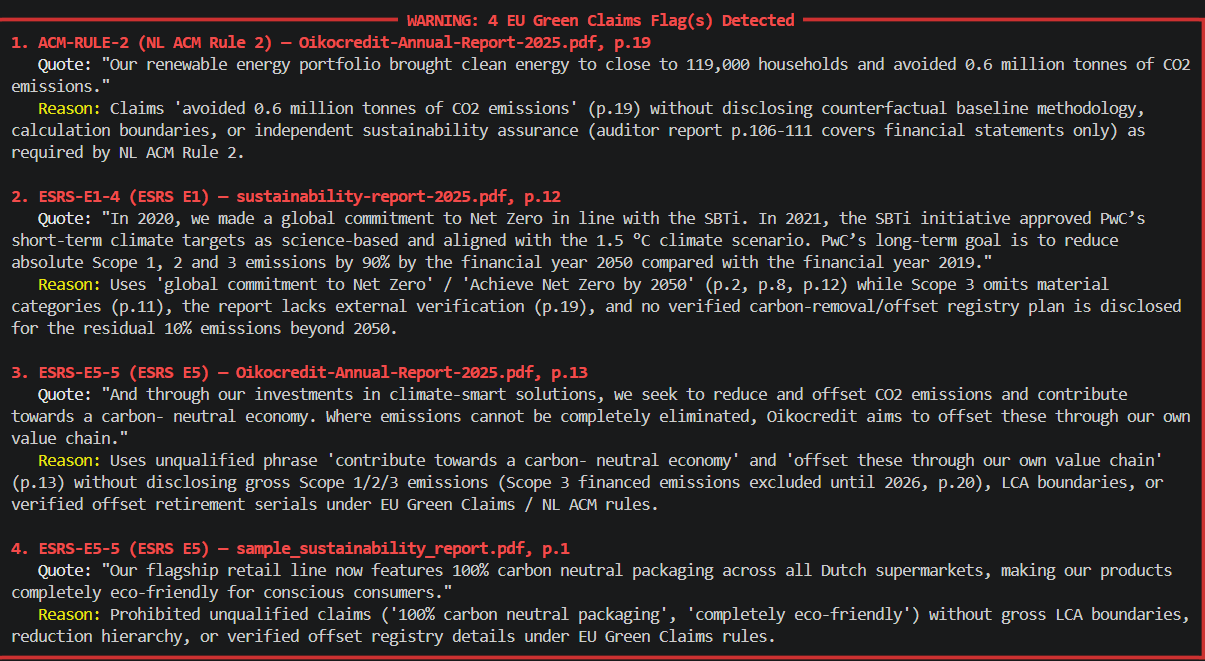 WARNING: 4 EU Green Claims Flag(s) Detected
1. ACM-RULE-2 (NL ACM Rule 2) — Oikocredit-Annual-Report-2025.pdf, p.19
Quote: "Our renewable energy portfolio brought clean energy to close to 119,000 households and avoided 0.6 million tonnes of CO2
emissions."
Reason: Claims 'avoided 0.6 million tonnes of CO2 emissions' (p.19) without disclosing counterfactual baseline methodology,
calculation boundaries, or independent sustainability assurance (auditor report p.106-111 covers financial statements only) as
required by NL ACM Rule 2.
2. ESRS-E1-4 (ESRS E1) — sustainability-report-2025.pdf, p.12
Quote: "In 2020, we made a global commitment to Net Zero in line with the SBTi. In 2021, the SBTi initiative approved PwC’s
short-term climate targets as science-based and aligned with the 1.5 °C climate scenario. PwC’s long-term goal is to reduce
absolute Scope 1, 2 and 3 emissions by 90% by the financial year 2050 compared with the financial year 2019."
Reason: Uses 'global commitment to Net Zero' / 'Achieve Net Zero by 2050' (p.2, p.8, p.12) while Scope 3 omits material
categories (p.11), the report lacks external verification (p.19), and no verified carbon-removal/offset registry plan is disclosed
for the residual 10% emissions beyond 2050.
3. ESRS-E5-5 (ESRS E5) — Oikocredit-Annual-Report-2025.pdf, p.13
Quote: "And through our investments in climate-smart solutions, we seek to reduce and offset CO2 emissions and contribute
towards a carbon- neutral economy. Where emissions cannot be completely eliminated, Oikocredit aims to offset these through our own
value chain."
Reason: Uses unqualified phrase 'contribute towards a carbon- neutral economy' and 'offset these through our own value chain'
(p.13) without disclosing gross Scope 1/2/3 emissions (Scope 3 financed emissions excluded until 2026, p.20), LCA boundaries, or
verified offset retirement serials under EU Green Claims / NL ACM rules.
4. ESRS-E5-5 (ESRS E5) — sample_sustainability_report.pdf, p.1
Quote: "Our flagship retail line now features 100% carbon neutral packaging across all Dutch supermarkets, making our products
completely eco-friendly for conscious consumers."
Reason: Prohibited unqualified claims ('100% carbon neutral packaging', 'completely eco-friendly') without gross LCA boundaries,
reduction hierarchy, or verified offset registry details under EU Green Claims rules.